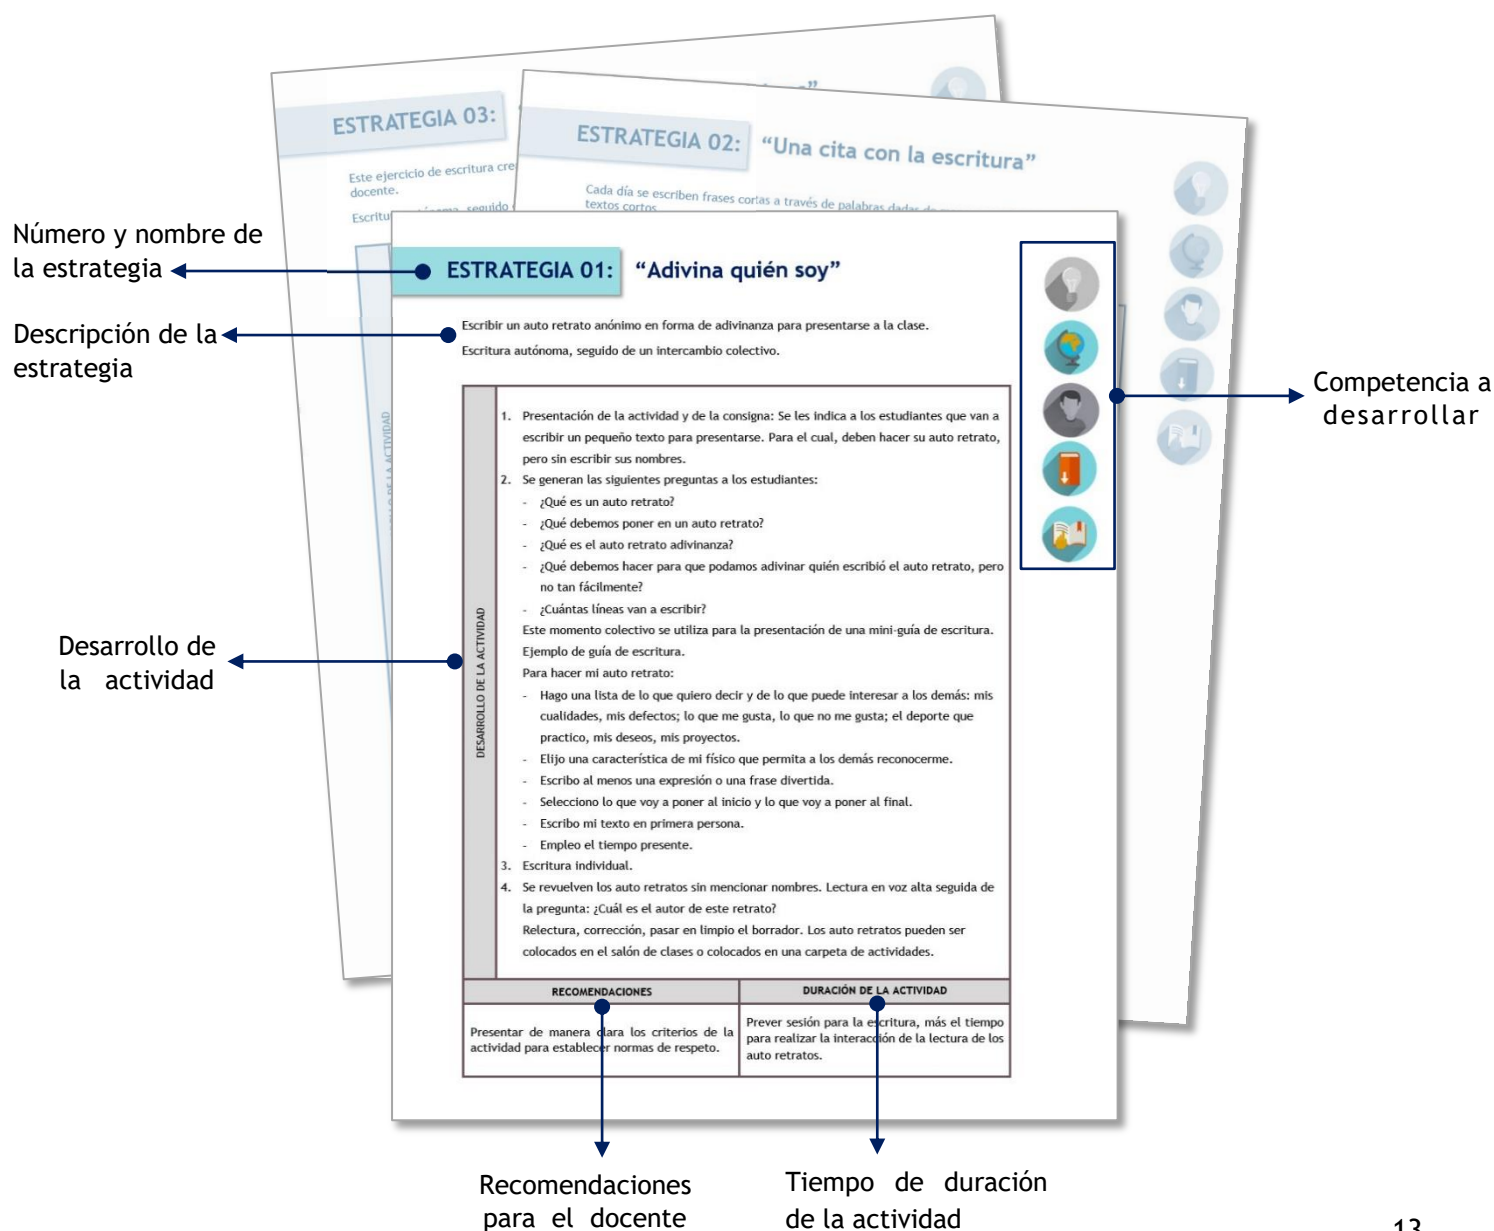 ESTRATEGIA 03:
Este ejercicio de escritura
docente.
ESTRATEGIA 02: “Una cita con la escritura”
Cada día se escriben frases cortas a través de palabras dadas
textos cortos
Número y nombre de
la estrategia
Descripción de la
estrategia
Desarrollo de
la actividad
ESTRATEGIA 01: “Adivina quién soy”
Escribir un auto retrato anónimo en forma de adivinanza para presentarse a la clase.
Escritura autónoma, seguido de un intercambio colectivo.
DESARROLLO DE LA ACTIVIDAD
1. Presentación de la actividad y de la consigna: Se les indica a los estudiantes que van a
escribir un pequeño texto para presentarse. Para el cual, deben hacer su auto retrato,
pero sin escribir sus nombres.
2. Se generan las siguientes preguntas a los estudiantes:
- ¿Qué es un auto retrato?
- ¿Qué debemos poner en un auto retrato?
- ¿Qué es el auto retrato adivinanza?
- ¿Qué debemos hacer para que podamos adivinar quién escribió el auto retrato, pero
no tan fácilmente?
- ¿Cuántas líneas van a escribir?
Este momento colectivo se utiliza para la presentación de una mini-guía de escritura.
Ejemplo de guía de escritura.
Para hacer mi auto retrato:
- Hago una lista de lo que quiero decir y de lo que puede interesar a los demás: mis
cualidades, mis defectos; lo que me gusta, lo que no me gusta; el deporte que
practico, mis deseos, mis proyectos.
- Elijo una característica de mi físico que permita a los demás reconocerme.
- Escribo al menos una expresión o una frase divertida.
- Selecciono lo que voy a poner al inicio y lo que voy a poner al final.
- Escribo mi texto en primera persona.
- Empleo el tiempo presente.
3. Escritura individual.
4. Se revuelven los auto retratos sin mencionar nombres. Lectura en voz alta seguida de
la pregunta: ¿Cuál es el autor de este retrato?
Relectura, corrección, pasar en limpio el borrador. Los auto retratos pueden ser
colocados en el salón de clases o colocados en una carpeta de actividades.
RECOMENDACIONES
Presentar de manera clara los criterios de la
actividad para establecer normas de respeto.
DURACIÓN DE LA ACTIVIDAD
Prever sesión para la escritura, más el tiempo
para realizar la interacción de la lectura de los
auto retratos.
Competencia a
desarrollar
Recomendaciones
para el docente
Tiempo de duración
de la actividad
13